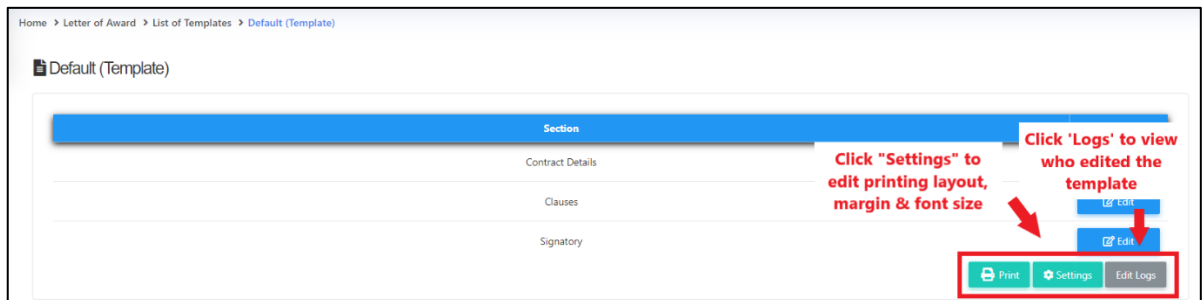 Home > Letter of Award > List of Templates > Default (Template)
Default (Template)
Section
Click 'Logs' to view
who edited the
template
Contract Details
Click "Settings" to
edit printing layout,
margin & font size
Clauses
Edit
Signatory
Edit
Print
Settings
Edit Logs